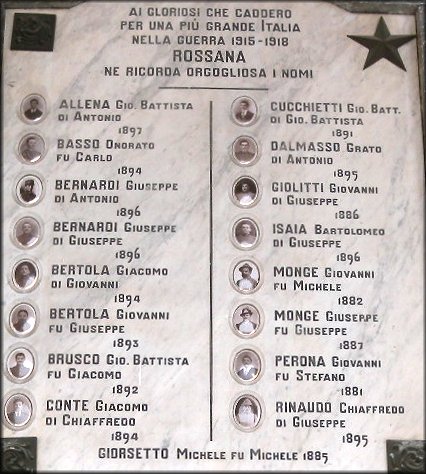 AI GLORIOSI CHE CADDERO
PER UNA PIÙ GRANDE ITALIA
NELLA GUERRA 1915-1918
ROSSANA
NE RICORDA ORGOGLIOSA I NOMI
ALLENA GIO. BATTISTA
DI ANTONIO
1897
BASSO ONORATO
FU CARLO
1894
BERNARDI GIUSEPPE
DI ANTONIO
1896
BERNARDI GIUSEPPE
DI GIUSEPPE
1896
BERTOLA GIACOMO
DI GIOVANNI
1894
BERTOLA GIOVANNI
FU GIUSEPPE
1893
BRUSCO GIO. BATTISTA
FU GIACOMO
1892
CONTE GIACOMO
DI CHIAFFREDO
1894
CUCCHIETTI GIO. BATT.
DI GIO. BATTISTA
1891
DALMASSO GRATO
DI ANTONIO
1895
GIOLITTI GIOVANNI
DI GIUSEPPE
1886
ISAIA BARTOLOMEO
DI GIUSEPPE
1896
MONGE GIOVANNI
FU MICHELE
1882
MONGE GIUSEPPE
FU GIUSEPPE
1887
PERONA GIOVANNI
FU STEFANO
1881
RINAUDO CHIAFFREDO
DI GIUSEPPE
1895
GIORSETTO MICHELE FU MICHELE 1885